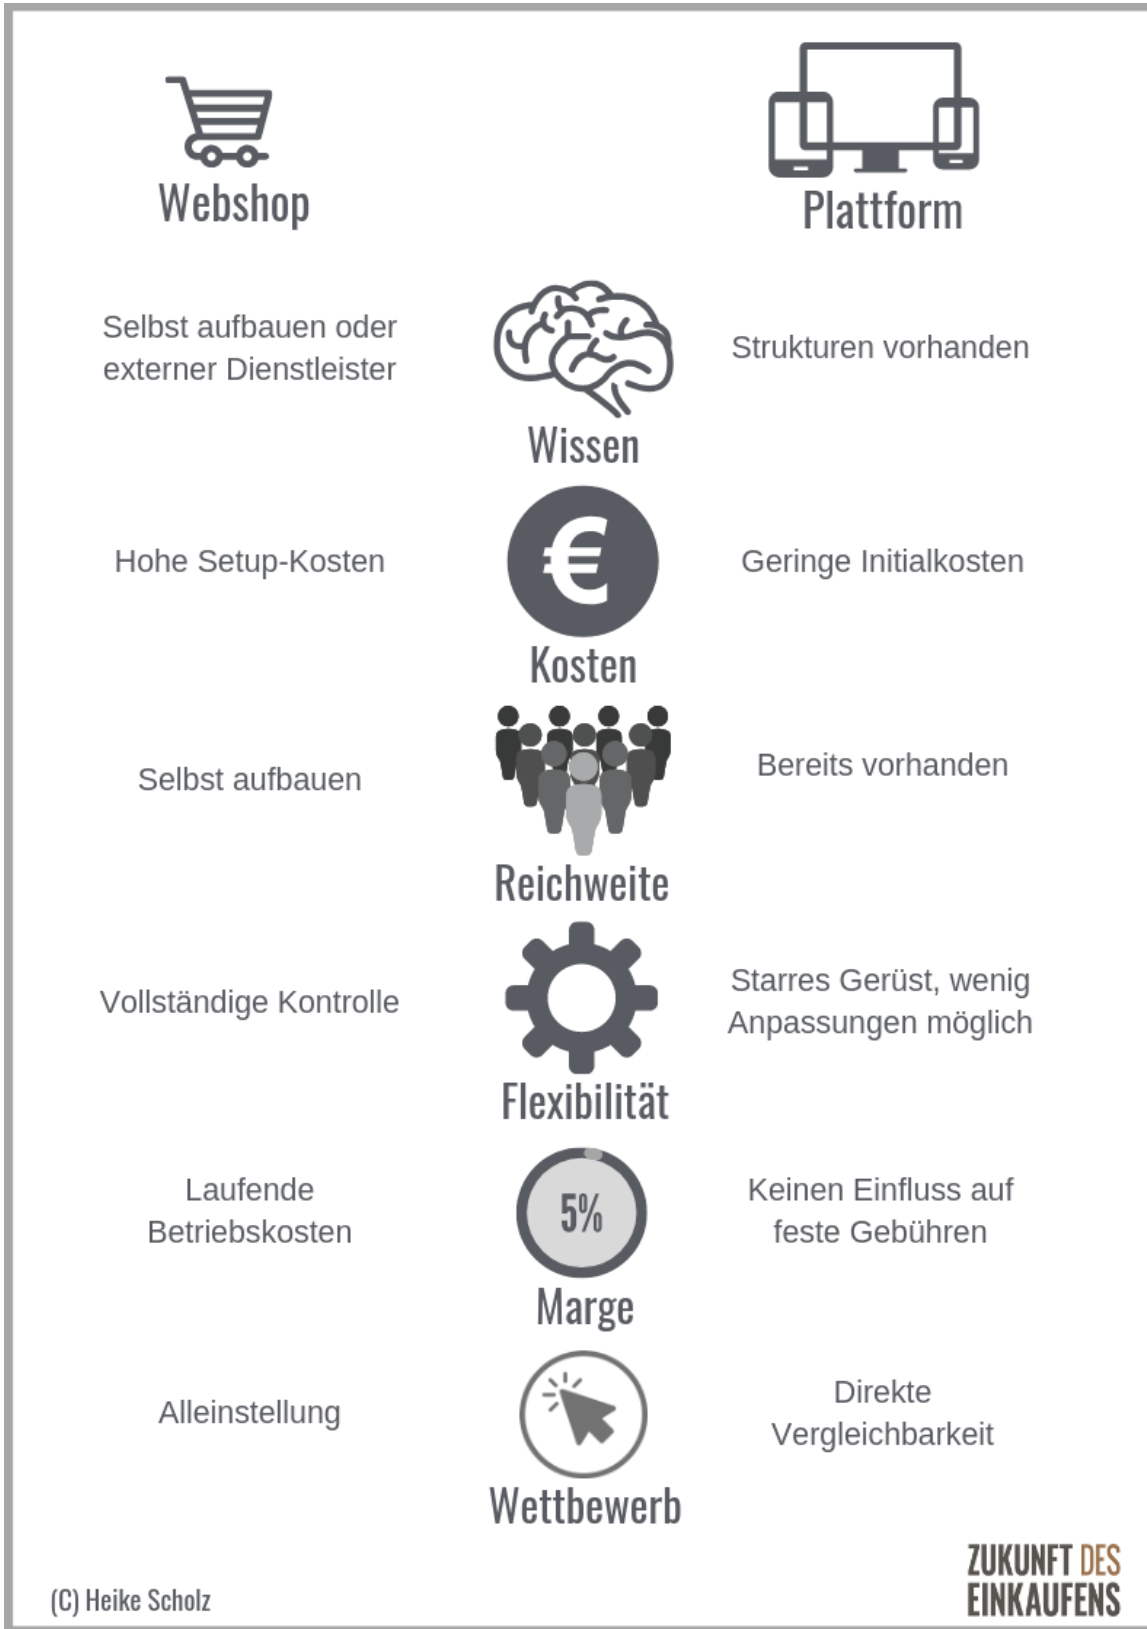 Webshop
Plattform
Selbst aufbauen oder
externer Dienstleister
Strukturen vorhanden
Wissen
Hohe Setup-Kosten
€
Geringe Initialkosten
Kosten
Selbst aufbauen
Bereits vorhanden
Reichweite
Vollständige Kontrolle
Starres Gerüst, wenig
Anpassungen möglich
Flexibilität
Laufende
Betriebskosten
5%
Keinen Einfluss auf
feste Gebühren
Marge
Alleinstellung
Direkte
Vergleichbarkeit
Wettbewerb
(C) Heike Scholz
ZUKUNFT DES
EINKAUFENS